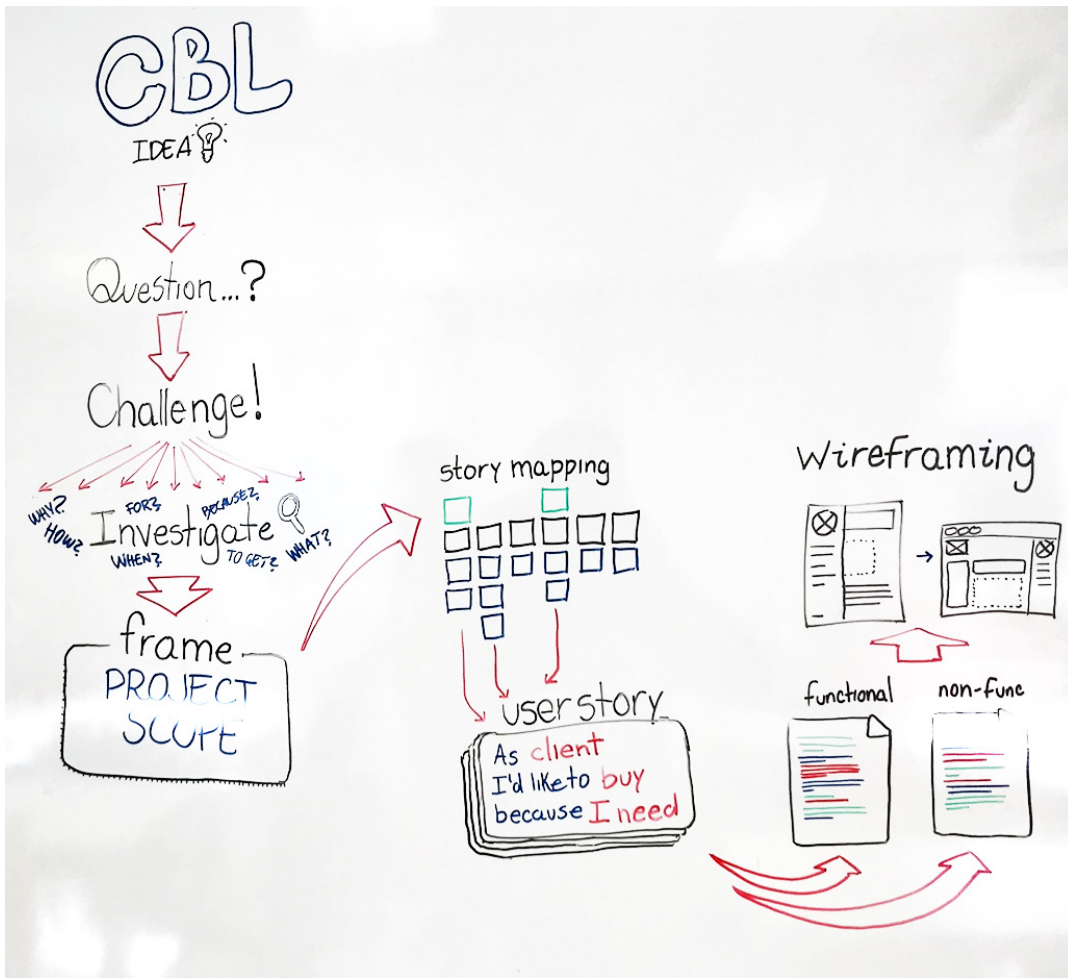 CBL
IDEA
Question...?
Challenge!
WHY?
HOW?
FOR?
BECAUSE?
Investigate
WHEN?
TO GET?
WHAT?
frame
PROJECT
SCOPE
story mapping
user story
As client
I'd like to buy
because I need
functional
non-func
Wireframing